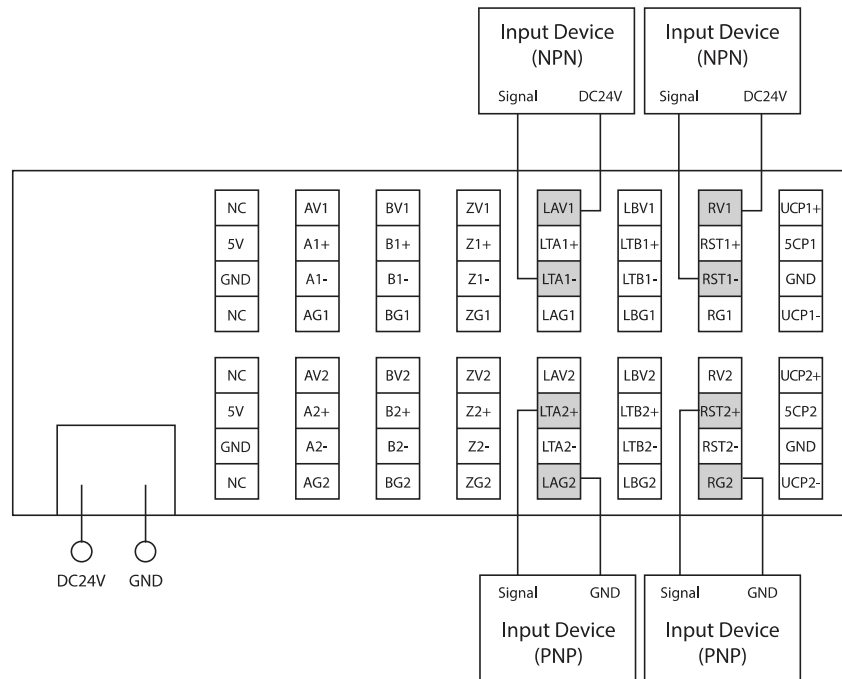 Input Device
(NPN)
Signal DC24V
Input Device
(NPN)
Signal DC24V
NC AV1 BV1 ZV1 LAV1 LBV1 RV1 UCP1+
5V A1+ B1+ Z1+ LTA1+ LTB1+ RST1+ 5CP1
GND A1- B1- Z1- LTA1- LTB1- RST1- GND
NC AG1 BG1 ZG1 LAG1 LBG1 RG1 UCP1-
NC AV2 BV2 ZV2 LAV2 LBV2 RV2 UCP2+
5V A2+ B2+ Z2+ LTA2+ LTB2+ RST2+ 5CP2
GND A2- B2- Z2- LTA2- LTB2- RST2- GND
NC AG2 BG2 ZG2 LAG2 LBG2 RG2 UCP2-
DC24V GND
Signal GND
Input Device
(PNP)
Signal GND
Input Device
(PNP)